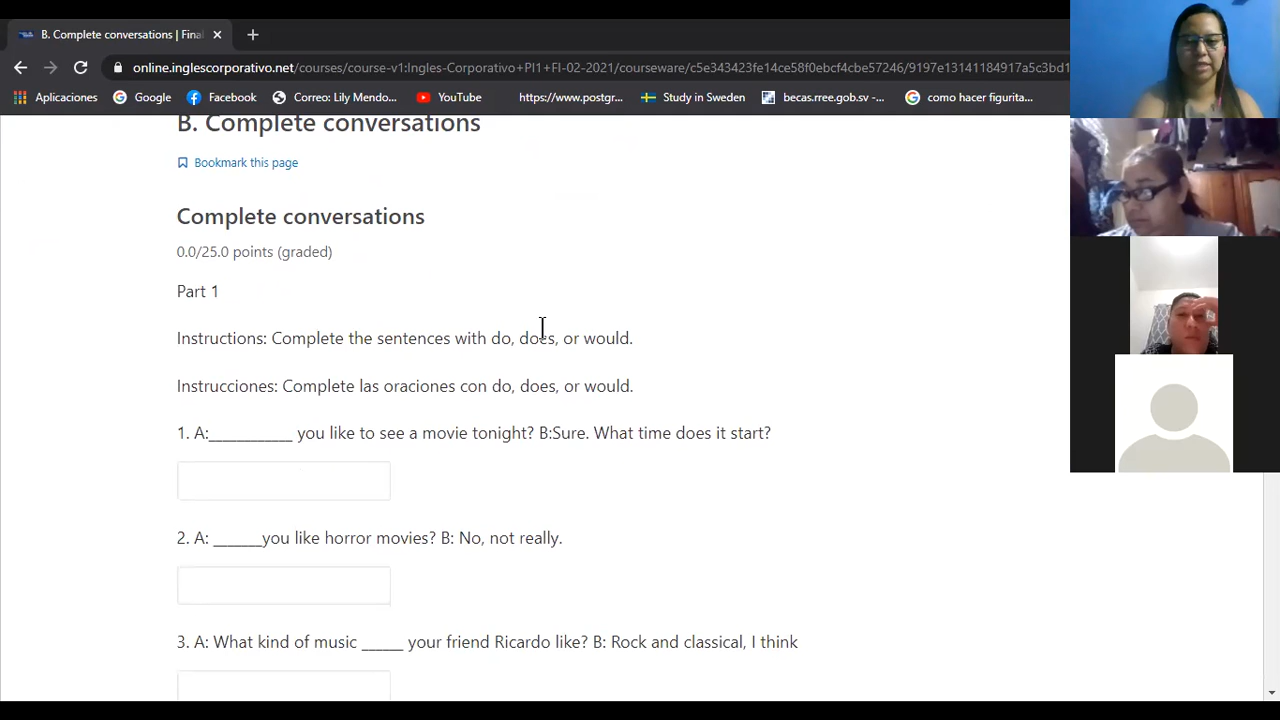 B. Complete conversations | Fina
online.inglescorporativo.net/courses/course-v1:Ingles-Corporativo+PI1+FI-02-2021/courseware/c5e343423fe14ce58f0ebcf4cbe57246/9197a13141184917a5c3bd1
Aplicaciones Google Facebook Correo: Lily Mendo... YouTube https://www.postgr... Study in Sweden becas.rree.gob.sv -... como hacer figurita...
B. Complete conversations
Bookmark this page
Complete conversations
0.0/25.0 points (graded)
Part 1
Instructions: Complete the sentences with do, does, or would.
Instrucciones: Complete las oraciones con do, does, or would.
1. A:____________ you like to see a movie tonight? B:Sure. What time does it start?
2. A: _______you like horror movies? B: No, not really.
3. A: What kind of music ______ your friend Ricardo like? B: Rock and classical, I think